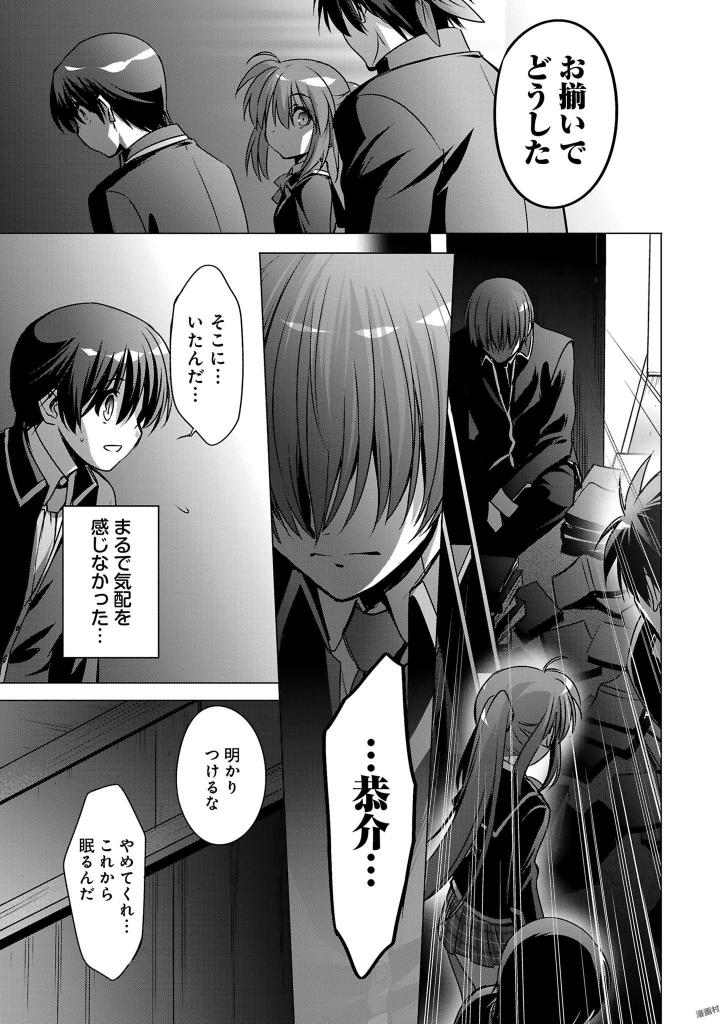 お揃いで
どうした
…恭介…
そこに…
いたんだ…
まるで気配を
感じなかった…
明かり
つけるな
やめてくれ…
これから
眠るんだ
漫画村